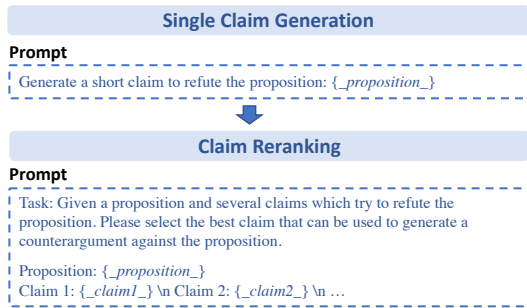 Single Claim Generation
Prompt
Generate a short claim to refute the proposition: {_proposition_}
Claim Reranking
Prompt
Task: Given a proposition and several claims which try to refute the
proposition. Please select the best claim that can be used to generate a
counterargument against the proposition.
Proposition: {_proposition_}
Claim 1: {_claim1_} \n Claim 2: {_claim2_} \n …